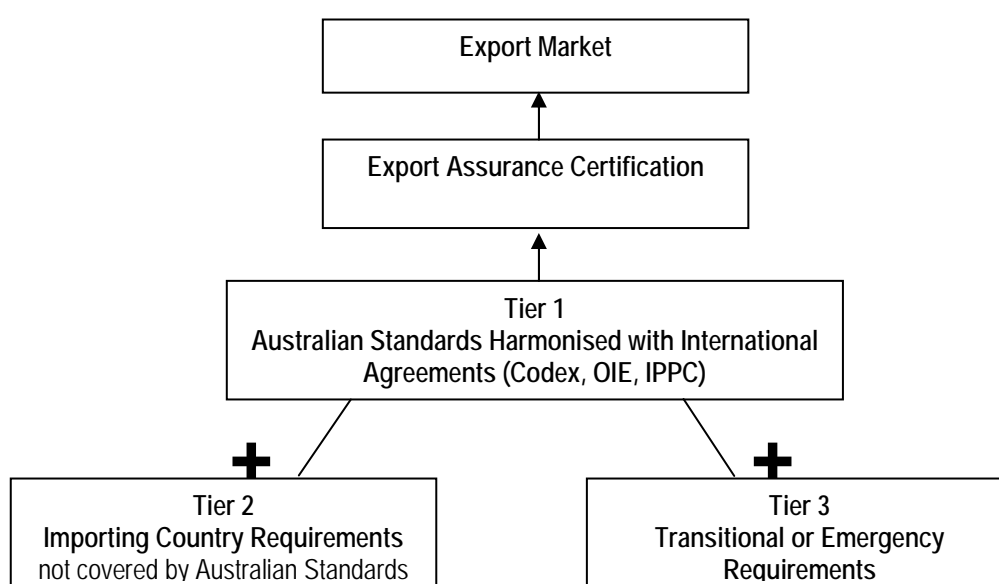 Export Market
Export Assurance Certification
Tier 1
Australian Standards Harmonised with International
Agreements (Codex, OIE, IPPC)
Tier 2
Importing Country Requirements
not covered by Australian Standards
Tier 3
Transitional or Emergency
Requirements